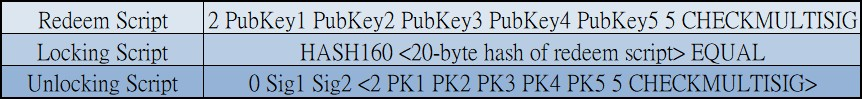 Redeem Script 2 PubKey1 PubKey2 PubKey3 PubKey4 PubKey5 5 CHECKMULTISIG
Locking Script HASH160 <20-byte hash of redeem script> EQUAL
Unlocking Script 0 Sig1 Sig2 <2 PK1 PK2 PK3 PK4 PK5 5 CHECKMULTISIG>